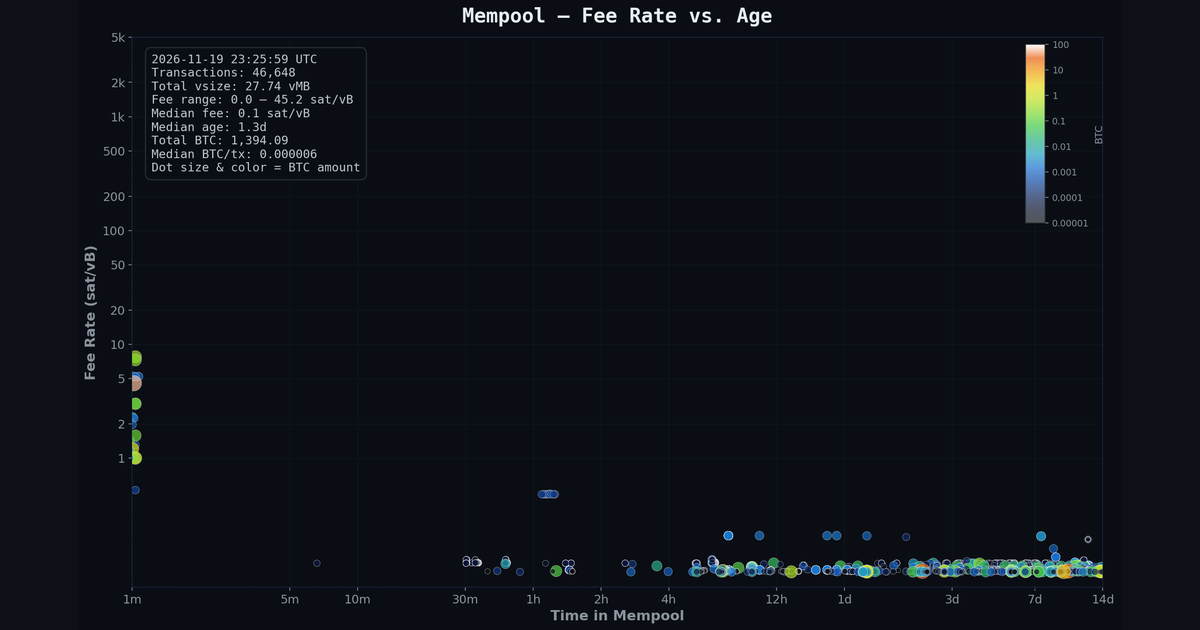 Mempool — Fee Rate vs. Age
2026-11-19 23:25:59 UTC
Transactions: 46,648
Total vsize: 27.74 vMB
Fee range: 0.0 — 45.2 sat/vB
Median fee: 0.1 sat/vB
Median age: 1.3d
Total BTC: 1,394.09
Median BTC/tx: 0.000006
Dot size & color = BTC amount
100
10
1
0.1
0.01
0.001
0.0001
0.00001
BTC
Fee Rate (sat/vB)
5k
2k
1k
500
200
100
50
20
10
5
2
1
1m
5m
10m
30m
1h
2h
4h
12h
1d
3d
7d
14d
Time in Mempool